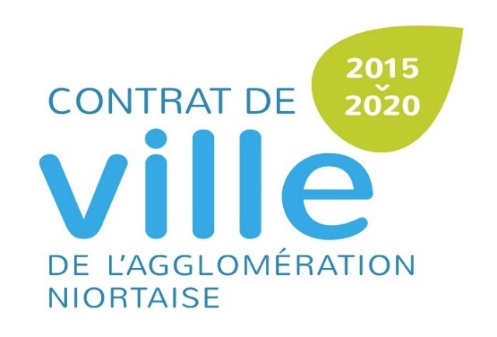 2015
2020
CONTRAT DE
ville
DE L'AGGLOMÉRATION
NIORTAISE